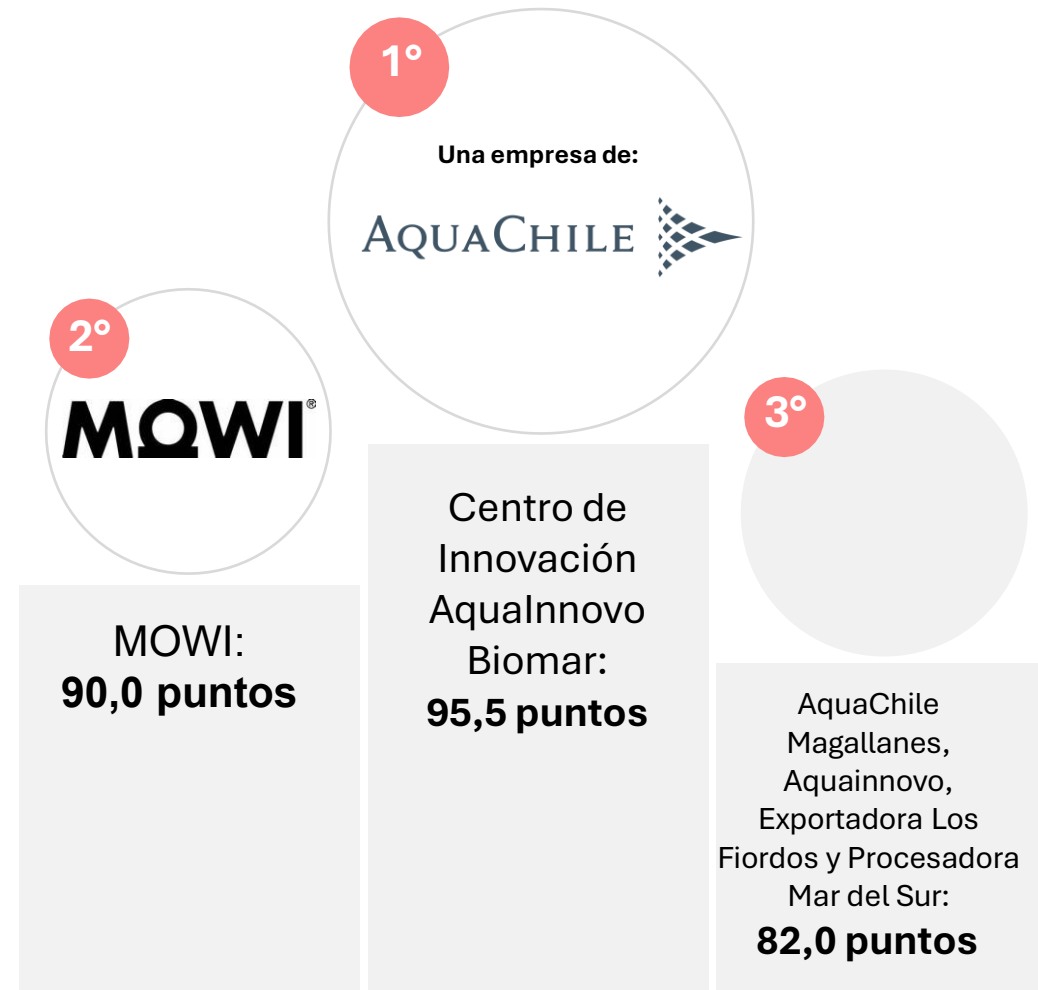 1°
Una empresa de:
AQUACHILE
2°
MOWI®
3°
MOWI:
90,0 puntos
Centro de
Innovación
AquaInnovo
Biomar:
95,5 puntos
AquaChile
Magallanes,
Aquainnovo,
Exportadora Los
Fiordos y Procesadora
Mar del Sur:
82,0 puntos